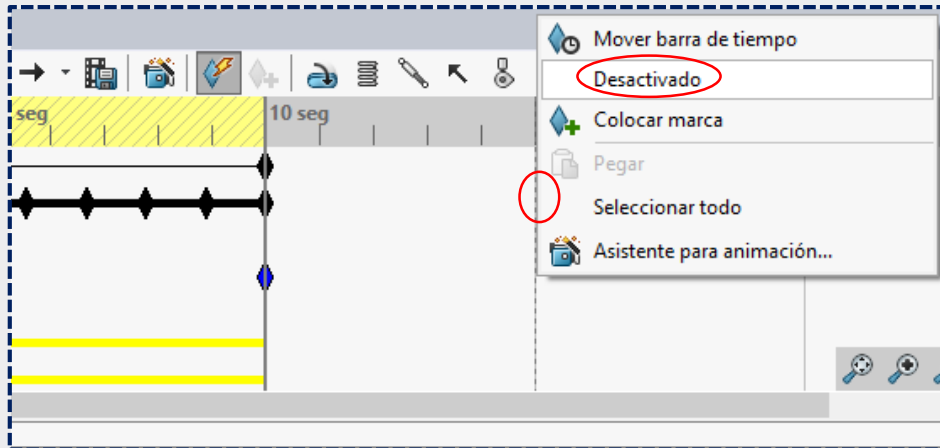 Mover barra de tiempo
Desactivado
seg
10 seg
Colocar marca
Pegar
Seleccionar todo
Asistente para animación...